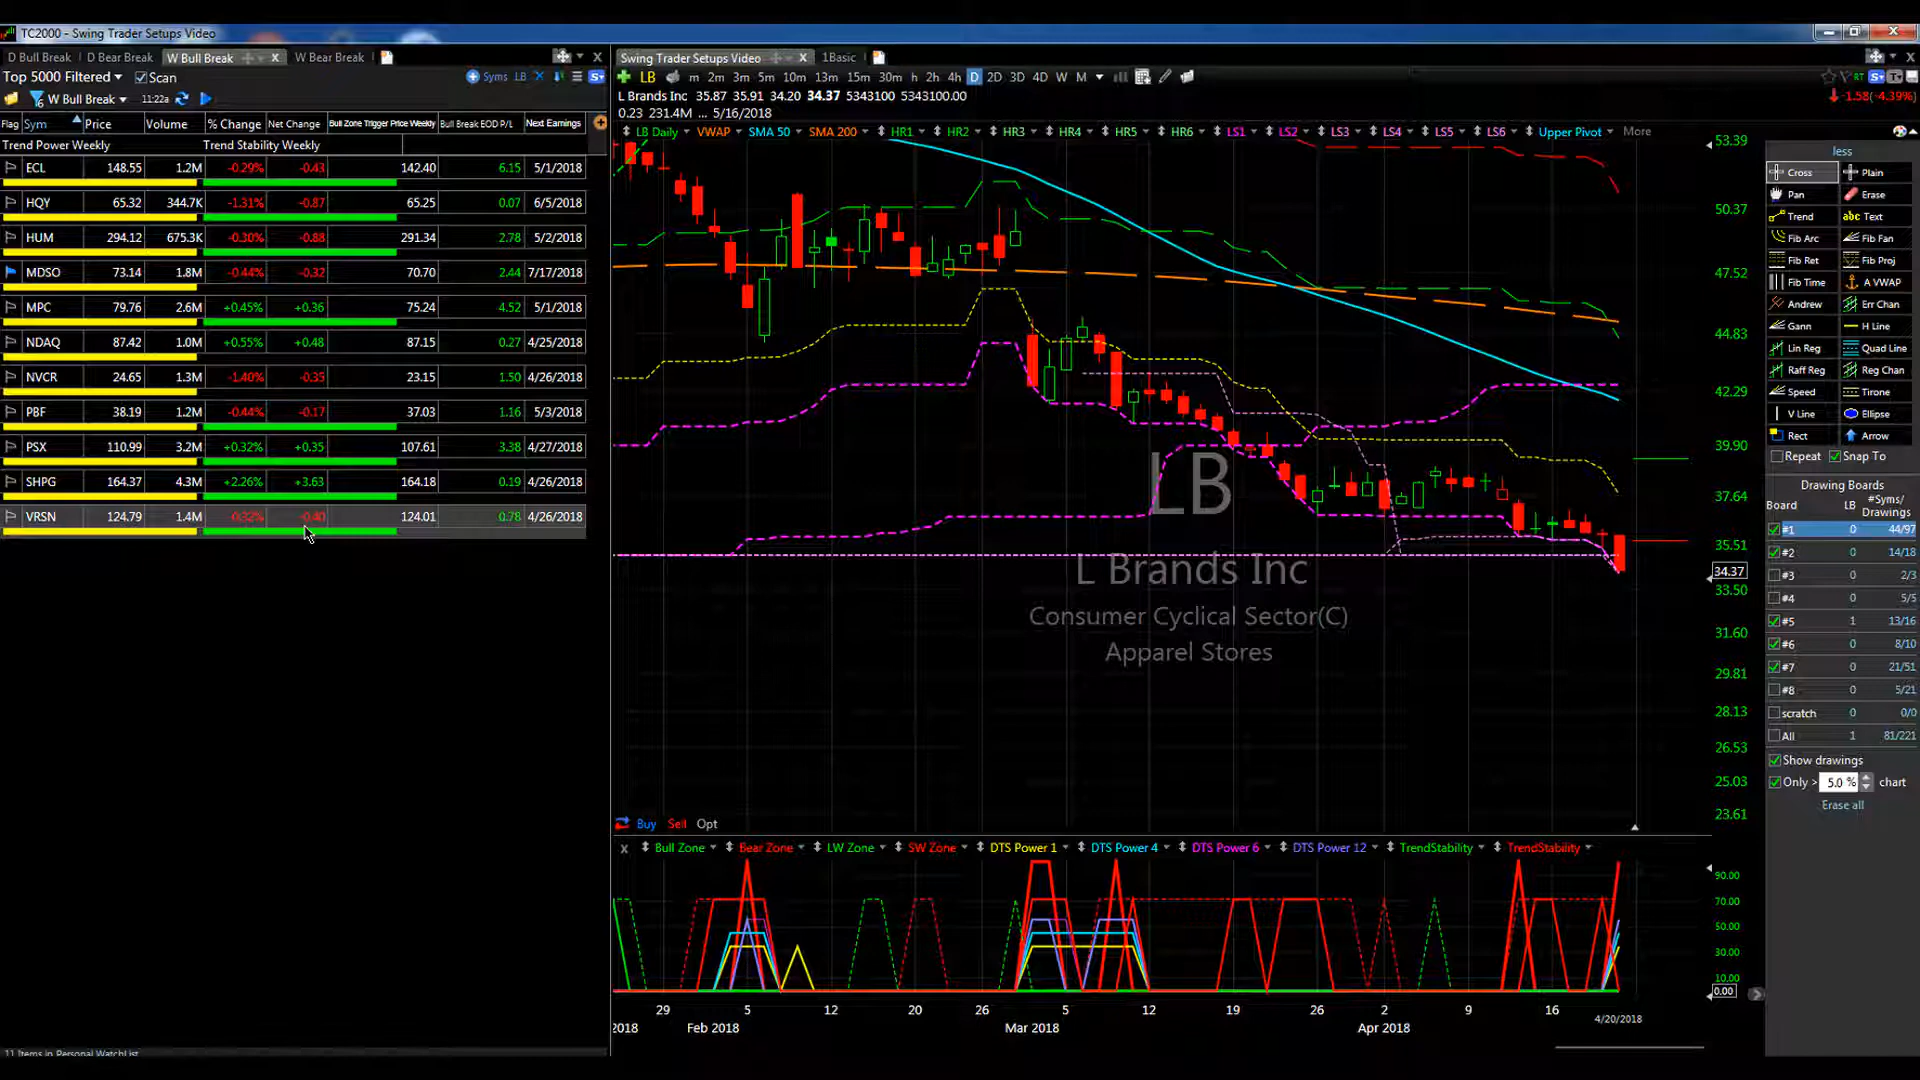 TC2000 - Swing Trader Setups Video
D Bull Break D Bear Break W Bull Break W Bear Break
Top 5000 Filtered Scan Syms LB
W Bull Break 11:22a
Flag Sym Price Volume % Change Net Change Bull Zone Trigger Price Weekly Bull Break EOD P/L Next Earnings
Trend Power Weekly Trend Stability Weekly
ECL 148.55 1.2M -0.29% -0.43 142.40 6.15 5/1/2018
HQY 65.32 344.7K -1.31% -0.87 65.25 0.07 6/5/2018
HUM 294.12 675.3K -0.30% -0.88 291.34 2.78 5/2/2018
MDSO 73.14 1.8M -0.44% -0.32 70.70 2.44 7/17/2018
MPC 79.76 2.6M +0.45% +0.36 75.24 4.52 5/1/2018
NDAQ 87.42 1.0M +0.55% +0.48 87.15 0.27 4/25/2018
NVCR 24.65 1.3M -1.40% -0.35 23.15 1.50 4/26/2018
PBF 38.19 1.2M -0.44% -0.17 37.03 1.16 5/3/2018
PSX 110.99 3.2M +0.32% +0.35 107.61 3.38 4/27/2018
SHPG 164.37 4.3M +2.26% +3.63 164.18 0.19 4/26/2018
VRSN 124.79 1.4M -0.32% -0.40 124.01 0.78 4/26/2018
11 Items in Personal WatchList
Swing Trader Setups Video 1Basic
LB m 2m 3m 5m 10m 13m 15m 30m h 2h 4h D 2D 3D 4D W M RT
L Brands Inc 35.87 35.91 34.20 34.37 5343100 5343100.00
-1.58(-4.39%)
0.23 231.4M ... 5/16/2018
LB Daily VWAP SMA 50 SMA 200 HR1 HR2 HR3 HR4 HR5 HR6 LS1 LS2 LS3 LS4 LS5 LS6 Upper Pivot More
53.39
50.37
47.52
44.83
42.29
39.90
37.64
35.51
34.37
33.50
31.60
29.81
28.13
26.53
25.03
23.61
LB
L Brands Inc
Consumer Cyclical Sector(C)
Apparel Stores
Buy Sell Opt
x Bull Zone Bear Zone LW Zone SW Zone DTS Power 1 DTS Power 4 DTS Power 6 DTS Power 12 TrendStability TrendStability
90.00
70.00
50.00
30.00
10.00
0.00
29 5 12 20 26 5 12 19 26 2 9 16
2018 Feb 2018 Mar 2018 Apr 2018 4/20/2018
less
Cross Plain
Pan Erase
Trend abc Text
Fib Arc Fib Fan
Fib Ret Fib Proj
Fib Time A VWAP
Andrew Err Chan
Gann H Line
Lin Reg Quad Line
Raff Reg Reg Chan
Speed Tirone
V Line Ellipse
Rect Arrow
Repeat Snap To
Drawing Boards
Board LB #Syms/
Drawings
#1 0 44/97
#2 0 14/18
#3 0 2/3
#4 0 5/5
#5 1 13/16
#6 0 8/10
#7 0 21/51
#8 0 5/21
scratch 0 0/0
All 1 81/221
Show drawings
Only > 5.0 % chart
Erase all